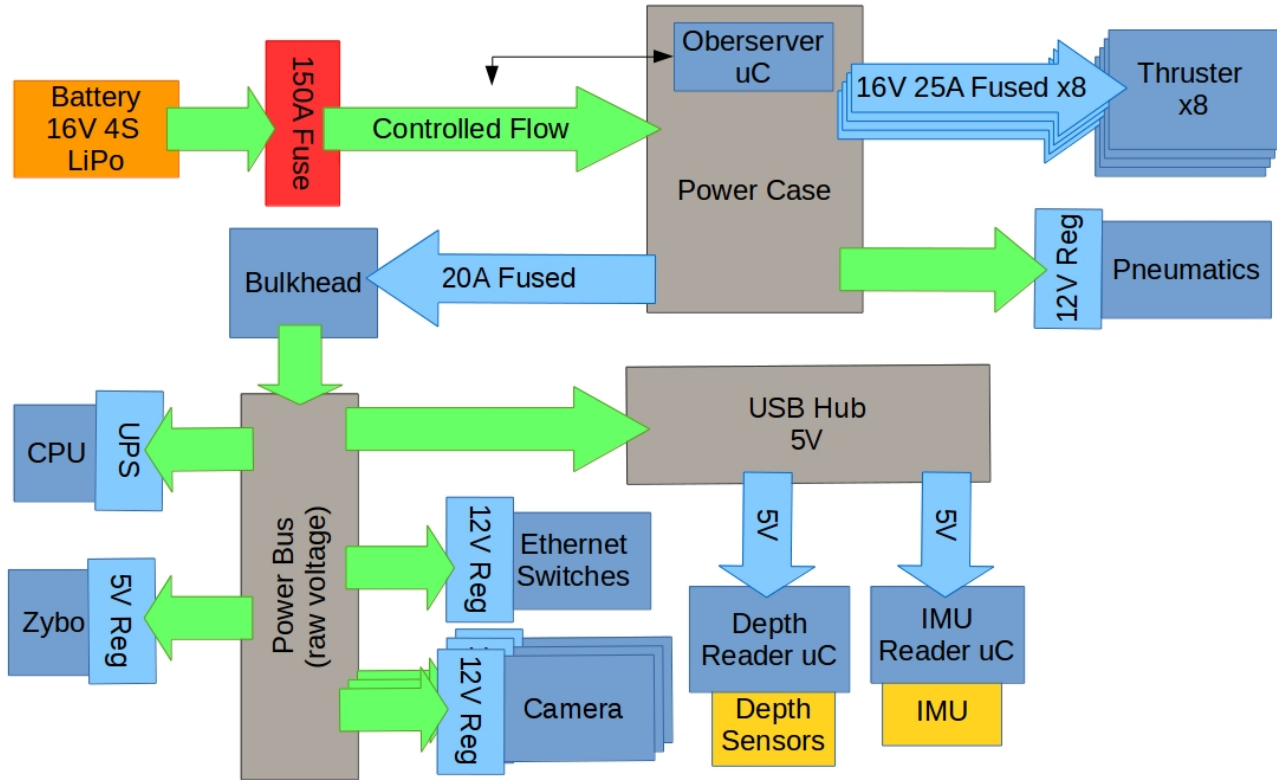 Battery
16V 4S
LiPo
150A Fuse
Controlled Flow
Oberserver
uC
Power Case
16V 25A Fused x8
Thruster
x8
Bulkhead
20A Fused
12V Reg
Pneumatics
CPU
UPS
Power Bus
(raw voltage)
USB Hub
5V
12V Reg
Ethernet
Switches
5V
5V
Zybo
5V Reg
12V Reg
Camera
Depth
Reader uC
Depth
Sensors
IMU
Reader uC
IMU